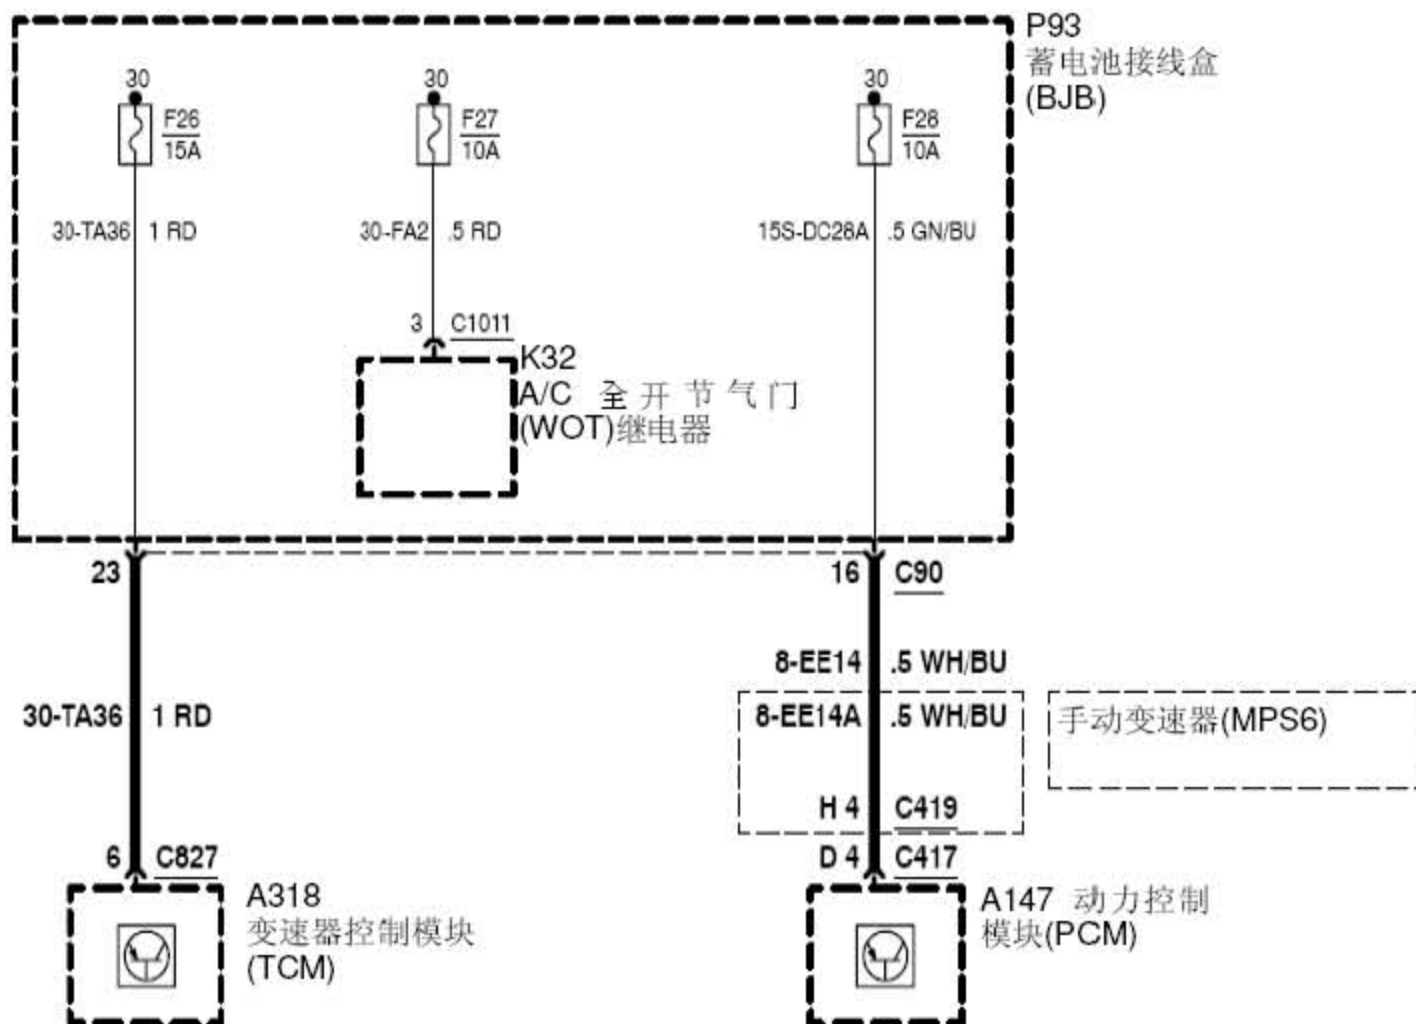 P93
蓄电池接线盒
(BJB)
30
F26
15A
30
F27
10A
30
F28
10A
30-TA36 1 RD
30-FA2 .5 RD
15S-DC28A .5 GN/BU
3 C1011
K32
A/C 全开节气门
(WOT)继电器
23
16 C90
8-EE14 .5 WH/BU
30-TA36 1 RD
8-EE14A .5 WH/BU
手动变速器(MPS6)
H 4 C419
6 C827
D 4 C417
A318
变速器控制模块
(TCM)
A147 动力控制
模块(PCM)